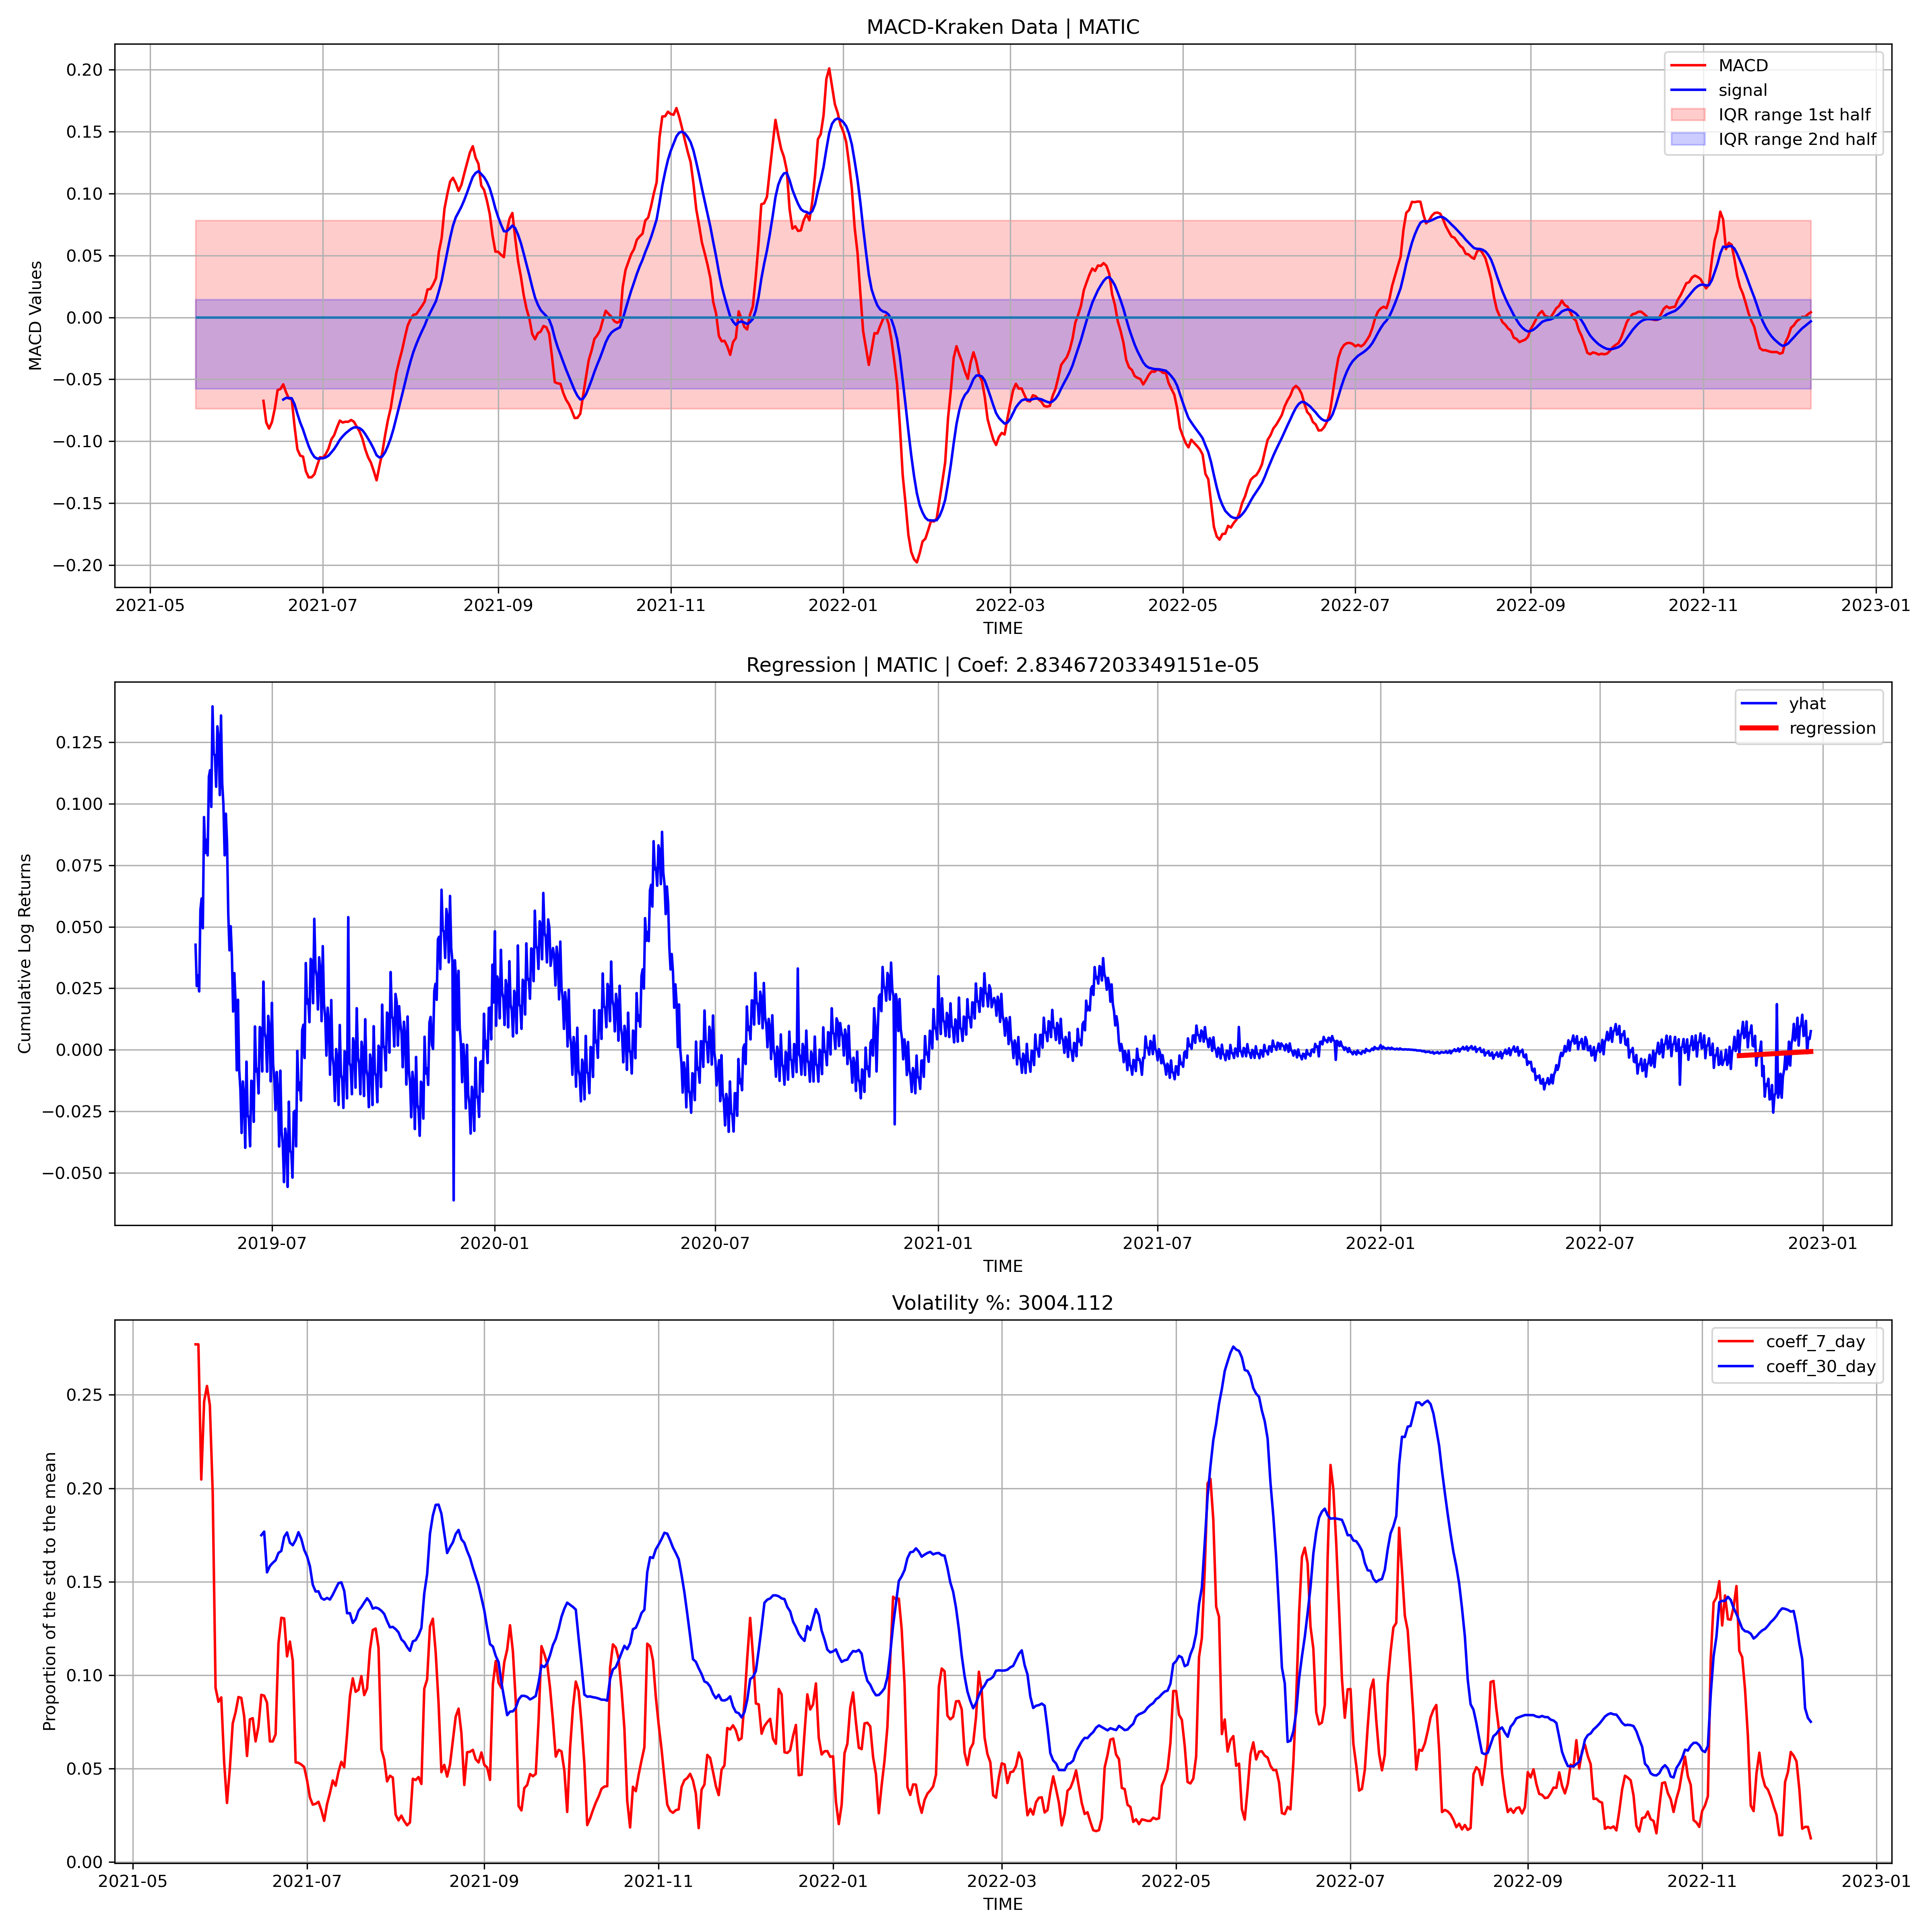 MACD-Kraken Data | MATIC
MACD Values
0.20
0.15
0.10
0.05
0.00
−0.05
−0.10
−0.15
−0.20
MACD
signal
IQR range 1st half
IQR range 2nd half
2021-05 2021-07 2021-09 2021-11 2022-01 2022-03 2022-05 2022-07 2022-09 2022-11 2023-01
TIME
Regression | MATIC | Coef: 2.83467203349151e-05
Cumulative Log Returns
0.125
0.100
0.075
0.050
0.025
0.000
−0.025
−0.050
yhat
regression
2019-07 2020-01 2020-07 2021-01 2021-07 2022-01 2022-07 2023-01
TIME
Volatility %: 3004.112
Proportion of the std to the mean
0.25
0.20
0.15
0.10
0.05
0.00
coeff_7_day
coeff_30_day
2021-05 2021-07 2021-09 2021-11 2022-01 2022-03 2022-05 2022-07 2022-09 2022-11 2023-01
TIME